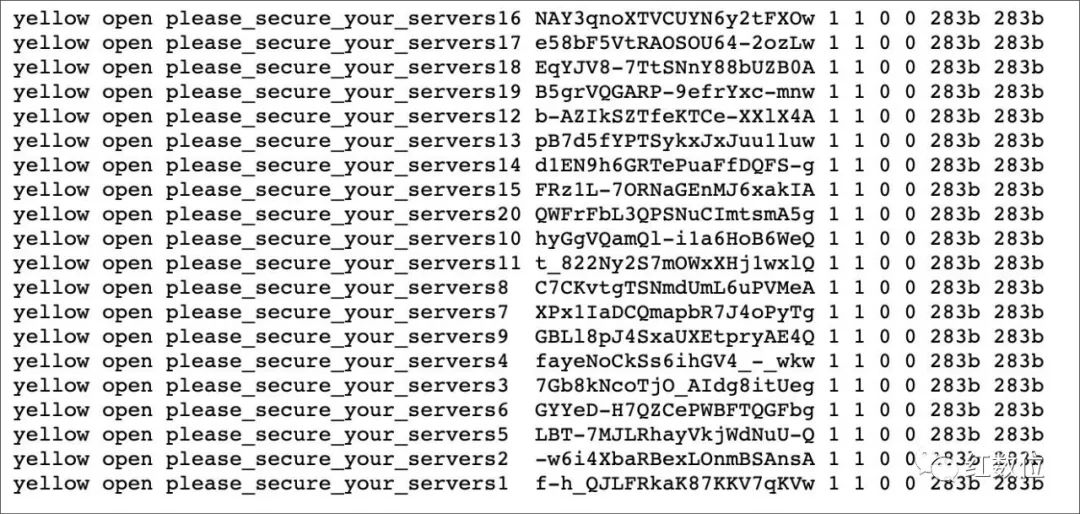 yellow open please_secure_your_servers16 NAY3qnoXTVCUYN6y2tFXOw 1 1 0 0 283b 283b
yellow open please_secure_your_servers17 e58bF5VtRAOSOU64-2ozLw 1 1 0 0 283b 283b
yellow open please_secure_your_servers18 EqYJV8-7TtSNnY88bUZB0A 1 1 0 0 283b 283b
yellow open please_secure_your_servers19 B5grVQGARP-9efrYxc-mnw 1 1 0 0 283b 283b
yellow open please_secure_your_servers12 b-AZIkSZTfeKTCe-XXlX4A 1 1 0 0 283b 283b
yellow open please_secure_your_servers13 pB7d5fYPTSykxJxJuu1luw 1 1 0 0 283b 283b
yellow open please_secure_your_servers14 d1EN9h6GRTePuaFfDQFS-g 1 1 0 0 283b 283b
yellow open please_secure_your_servers15 FRz1L-7ORNaGEnMJ6xakIA 1 1 0 0 283b 283b
yellow open please_secure_your_servers20 QWFrFbL3QPSNuCImtsmA5g 1 1 0 0 283b 283b
yellow open please_secure_your_servers10 hyGgVQamQl-i1a6HoB6WeQ 1 1 0 0 283b 283b
yellow open please_secure_your_servers11 t_822Ny2S7mOWxXHj1wxlQ 1 1 0 0 283b 283b
yellow open please_secure_your_servers8 C7CKvtgTSNmdUmL6uPVMeA 1 1 0 0 283b 283b
yellow open please_secure_your_servers7 XPx1IaDCQmapbR7J4oPyTg 1 1 0 0 283b 283b
yellow open please_secure_your_servers9 GBLl8pJ4SxaUXEtpryAE4Q 1 1 0 0 283b 283b
yellow open please_secure_your_servers4 fayeNoCkSs6ihGV4_-_wkw 1 1 0 0 283b 283b
yellow open please_secure_your_servers3 7Gb8kNcoTjO_AIdg8itUeg 1 1 0 0 283b 283b
yellow open please_secure_your_servers6 GYYeD-H7QZCePWBFTQGFbg 1 1 0 0 283b 283b
yellow open please_secure_your_servers5 LBT-7MJLRhayVkjWdNuU-Q 1 1 0 0 283b 283b
yellow open please_secure_your_servers2 -w6i4XbaRBexLOnmBSAnsA 1 1 0 0 283b 283b
yellow open please_secure_your_servers1 f-h_QJLFRkaK87KKV7qKVw 1 1 0 0 283b 283b
红数位